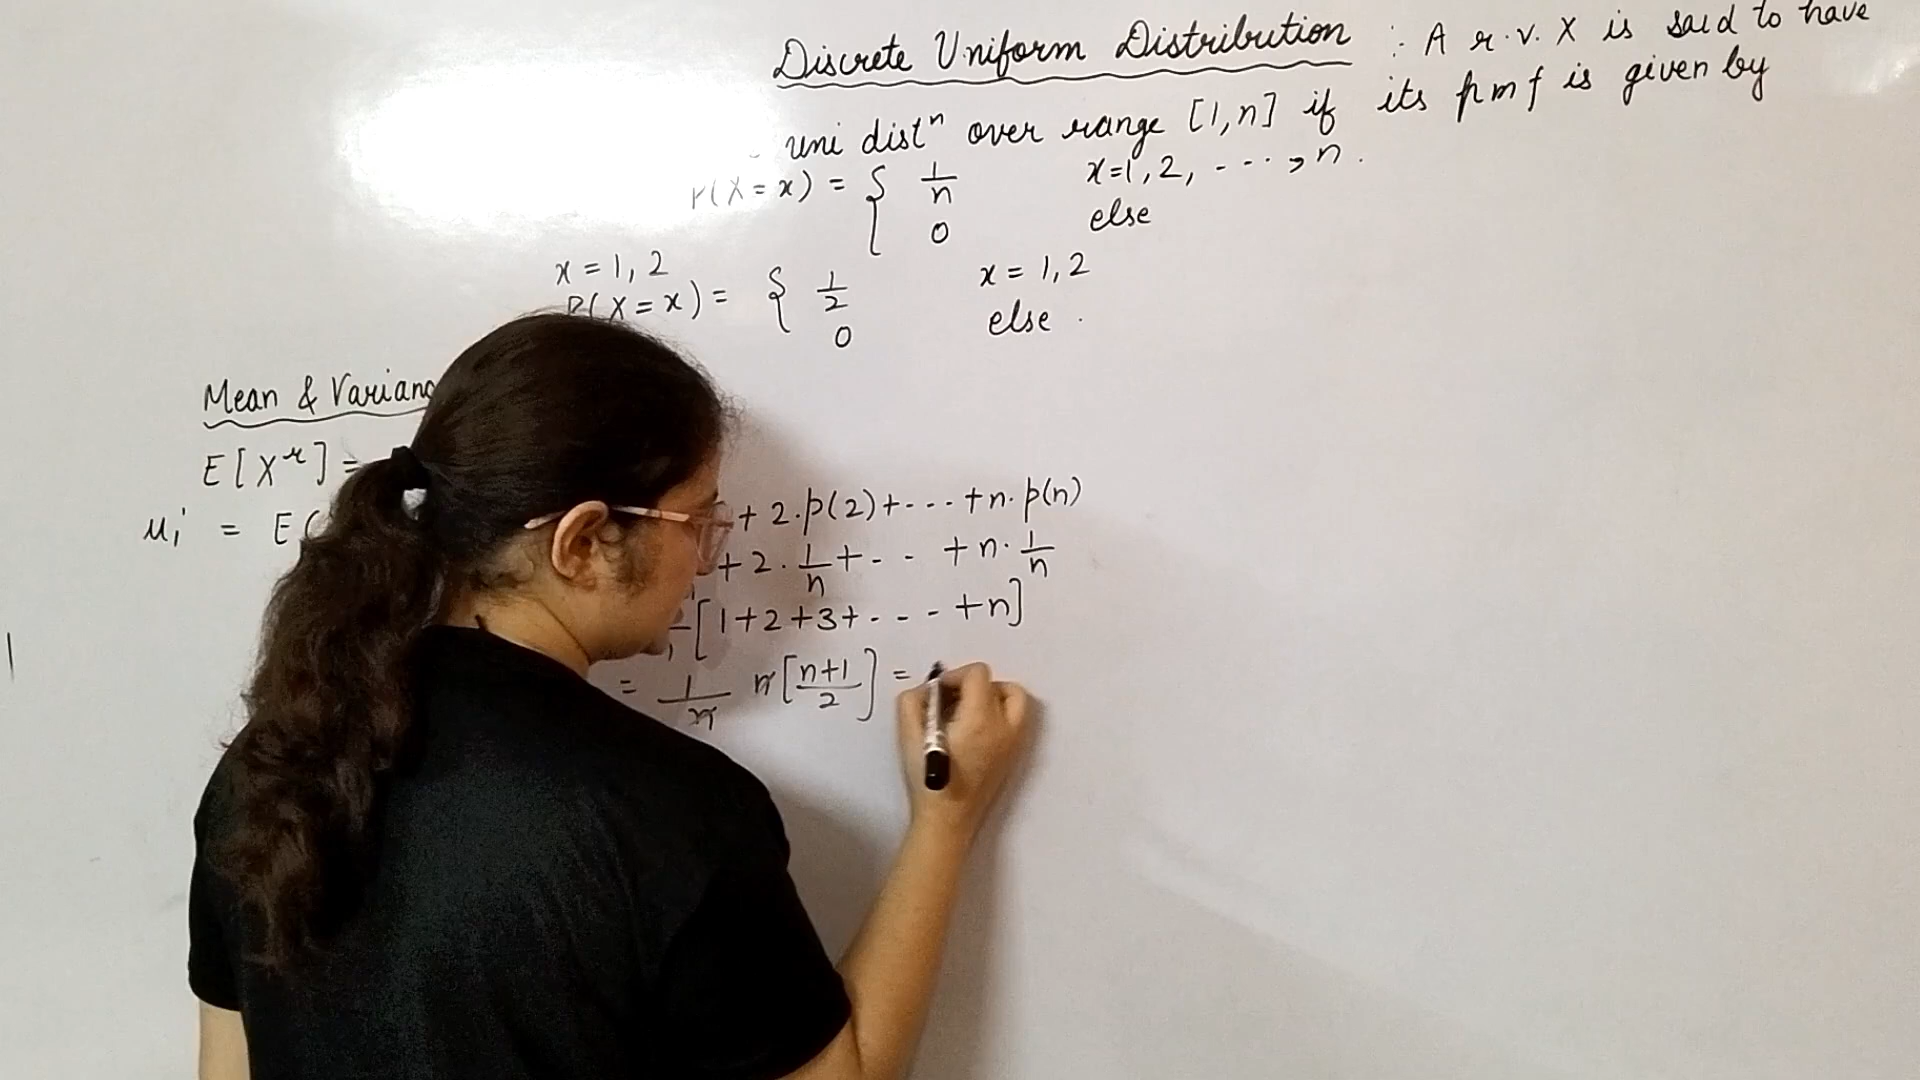 Discrete Uniform Distribution :- A r.v. X is said to have
uni distⁿ over range [1,n] if its pmf is given by
P(X=x) = { 1/n x=1,2,----,n.
0 else
x=1,2
P(X=x) = { 1/2 x=1,2
0 else.
Mean & Varianc
E[Xʳ] =
μ₁' = E( + 2.p(2)+---+n.p(n)
+2.1/n+-- +n.1/n
[1+2+3+---+n]
= 1/n n[n+1/2] =